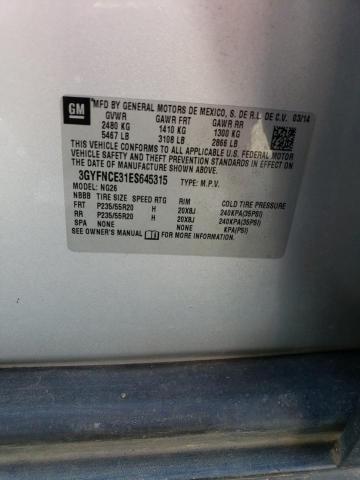 GM
MFD BY GENERAL MOTORS DE MEXICO, S. DE R.L. DE C.V. 03/14
GVWR GAWR FRT GAWR RR
2480 KG 1410 KG 1300 KG
5467 LB 3108 LB 2866 LB
THIS VEHICLE CONFORMS TO ALL APPLICABLE U.S. FEDERAL MOTOR
VEHICLE SAFETY, BUMPER, AND THEFT PREVENTION STANDARDS IN EFFECT
ON THE DATE OF MANUFACTURE SHOWN ABOVE.
3GYFNCE31ES645315 TYPE: M.P.V.
MODEL: NG26
NBBB TIRE SIZE SPEED RTG RIM COLD TIRE PRESSURE
FRT P235/55R20 H 20X8J 240KPA(35PSI)
RR P235/55R20 H 20X8J 240KPA(35PSI)
SPA NONE NONE KPA(PSI)
SEE OWNER'S MANUAL FOR ADDITIONAL INFORMATION.